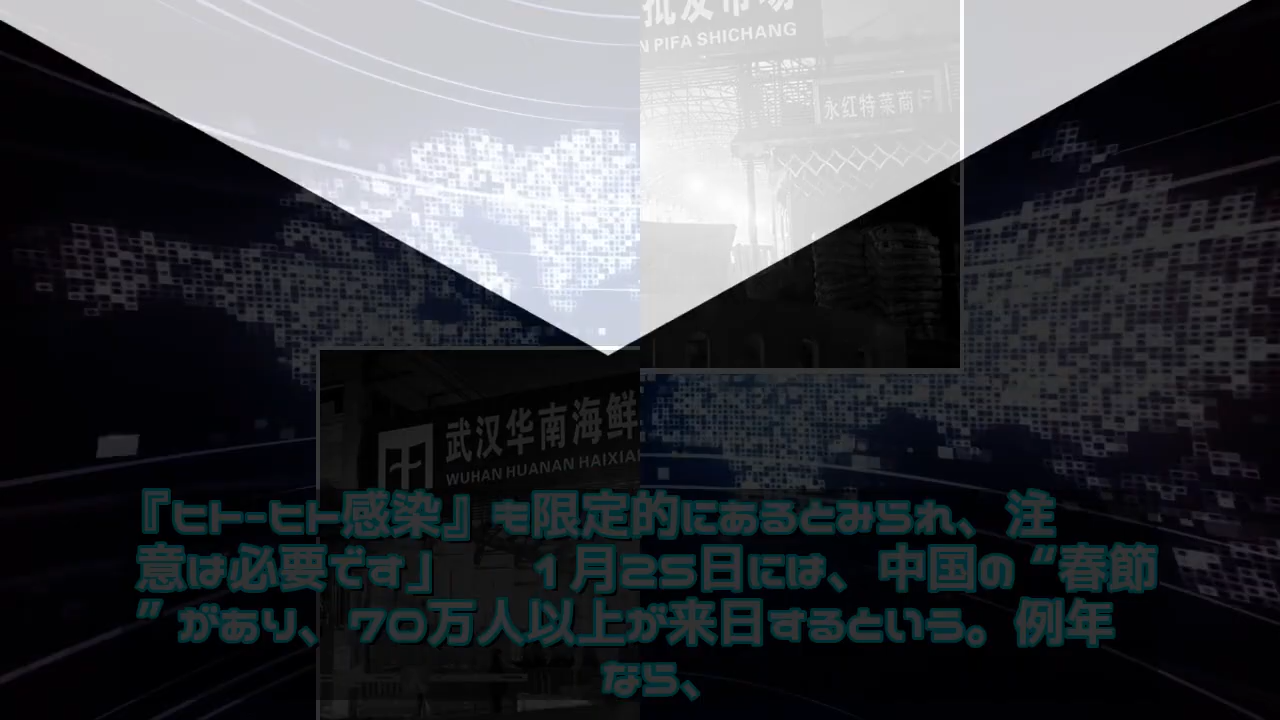 批发市场
N PIFA SHICHANG
永红特菜商行
武汉华南海鲜
WUHAN HUANAN HAIXIAN
『ヒト-ヒト感染』も限定的にあるとみられ、注
意は必要です」　　1月25日には、中国の“春節
”があり、70万人以上が来日するという。例年
なら、